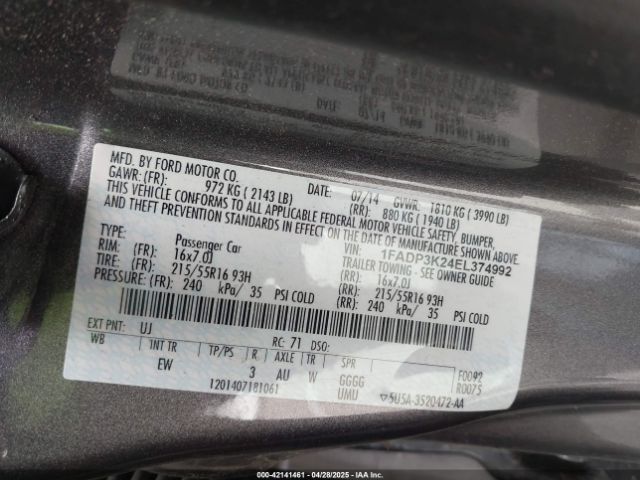 MFD. BY FORD MOTOR CO.
DATE: 07/14 GVWR: 1810 KG ( 3990 LB)
GAWR: (FR): 972 KG ( 2143 LB) (RR): 880 KG ( 1940 LB)
THIS VEHICLE CONFORMS TO ALL APPLICABLE FEDERAL MOTOR VEHICLE SAFETY, BUMPER,
AND THEFT PREVENTION STANDARDS IN EFFECT ON THE DATE OF MANUFACTURE SHOWN ABOVE.
VIN: 1FADP3K24EL374992
TYPE: Passenger Car TRAILER TOWING - SEE OWNER GUIDE
RIM: (FR): 16x7.0J (RR): 16x7.0J
TIRE: (FR): 215/55R16 93H (RR): 215/55R16 93H
PRESSURE: (FR): 240 kPa/ 35 PSI COLD (RR): 240 kPa/ 35 PSI COLD
EXT PNT: UJ RC: 71 DSO: F0092
WB INT TR TP/PS R. AXLE TR SPR R0075
EW 3 AU W GGGG
1201407181061 UMU ▽5U5A-3520472-AA
000-42141461 - 04/28/2025 - IAAI.COM